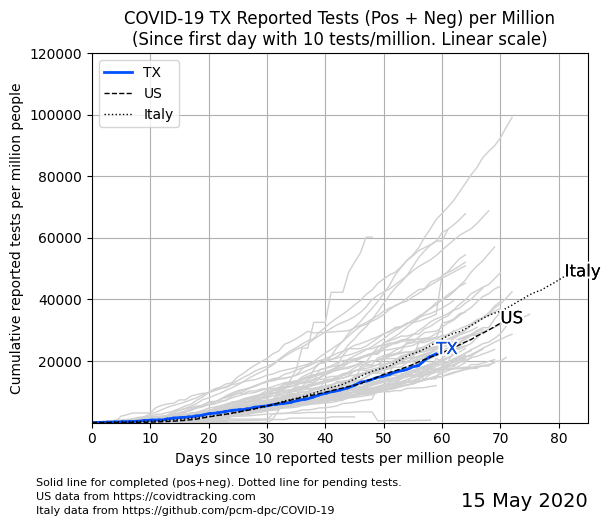 COVID-19 TX Reported Tests (Pos + Neg) per Million
(Since first day with 10 tests/million. Linear scale)
Cumulative reported tests per million people
120000
100000
80000
60000
40000
20000
TX
US
Italy
Italy
US
TX
0 10 20 30 40 50 60 70 80
Days since 10 reported tests per million people
Solid line for completed (pos+neg). Dotted line for pending tests.
US data from https://covidtracking.com
Italy data from https://github.com/pcm-dpc/COVID-19
15 May 2020